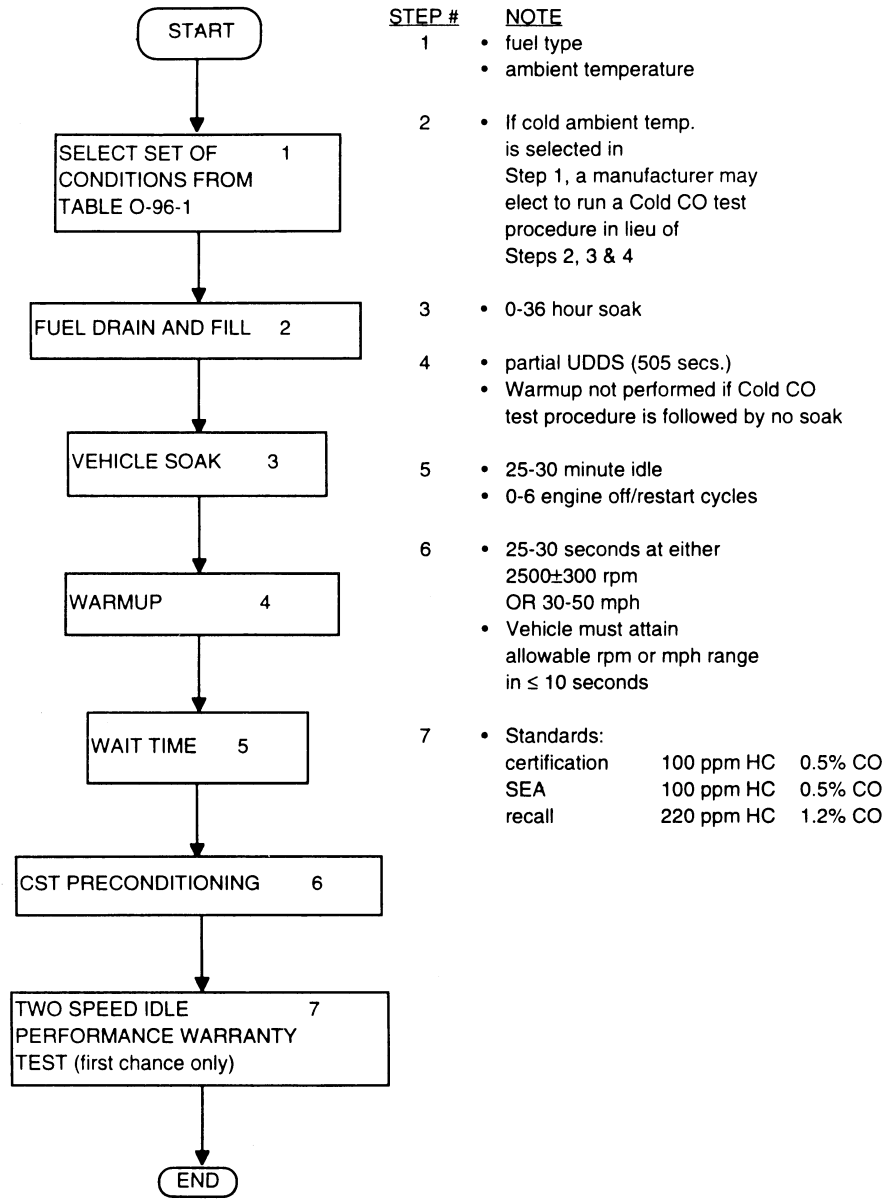 START
SELECT SET OF 1
CONDITIONS FROM
TABLE O-96-1
FUEL DRAIN AND FILL 2
VEHICLE SOAK 3
WARMUP 4
WAIT TIME 5
CST PRECONDITIONING 6
TWO SPEED IDLE 7
PERFORMANCE WARRANTY
TEST (first chance only)
END
STEP # NOTE
1 • fuel type
• ambient temperature
2 • If cold ambient temp.
is selected in
Step 1, a manufacturer may
elect to run a Cold CO test
procedure in lieu of
Steps 2, 3 & 4
3 • 0-36 hour soak
4 • partial UDDS (505 secs.)
• Warmup not performed if Cold CO
test procedure is followed by no soak
5 • 25-30 minute idle
• 0-6 engine off/restart cycles
6 • 25-30 seconds at either
2500±300 rpm
OR 30-50 mph
• Vehicle must attain
allowable rpm or mph range
in ≤ 10 seconds
7 • Standards:
certification 100 ppm HC 0.5% CO
SEA 100 ppm HC 0.5% CO
recall 220 ppm HC 1.2% CO